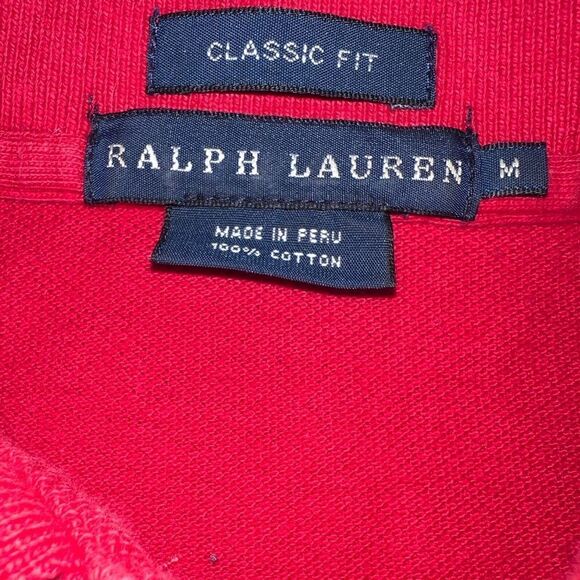 CLASSIC FIT
RALPH LAUREN M
MADE IN PERU
100% COTTON